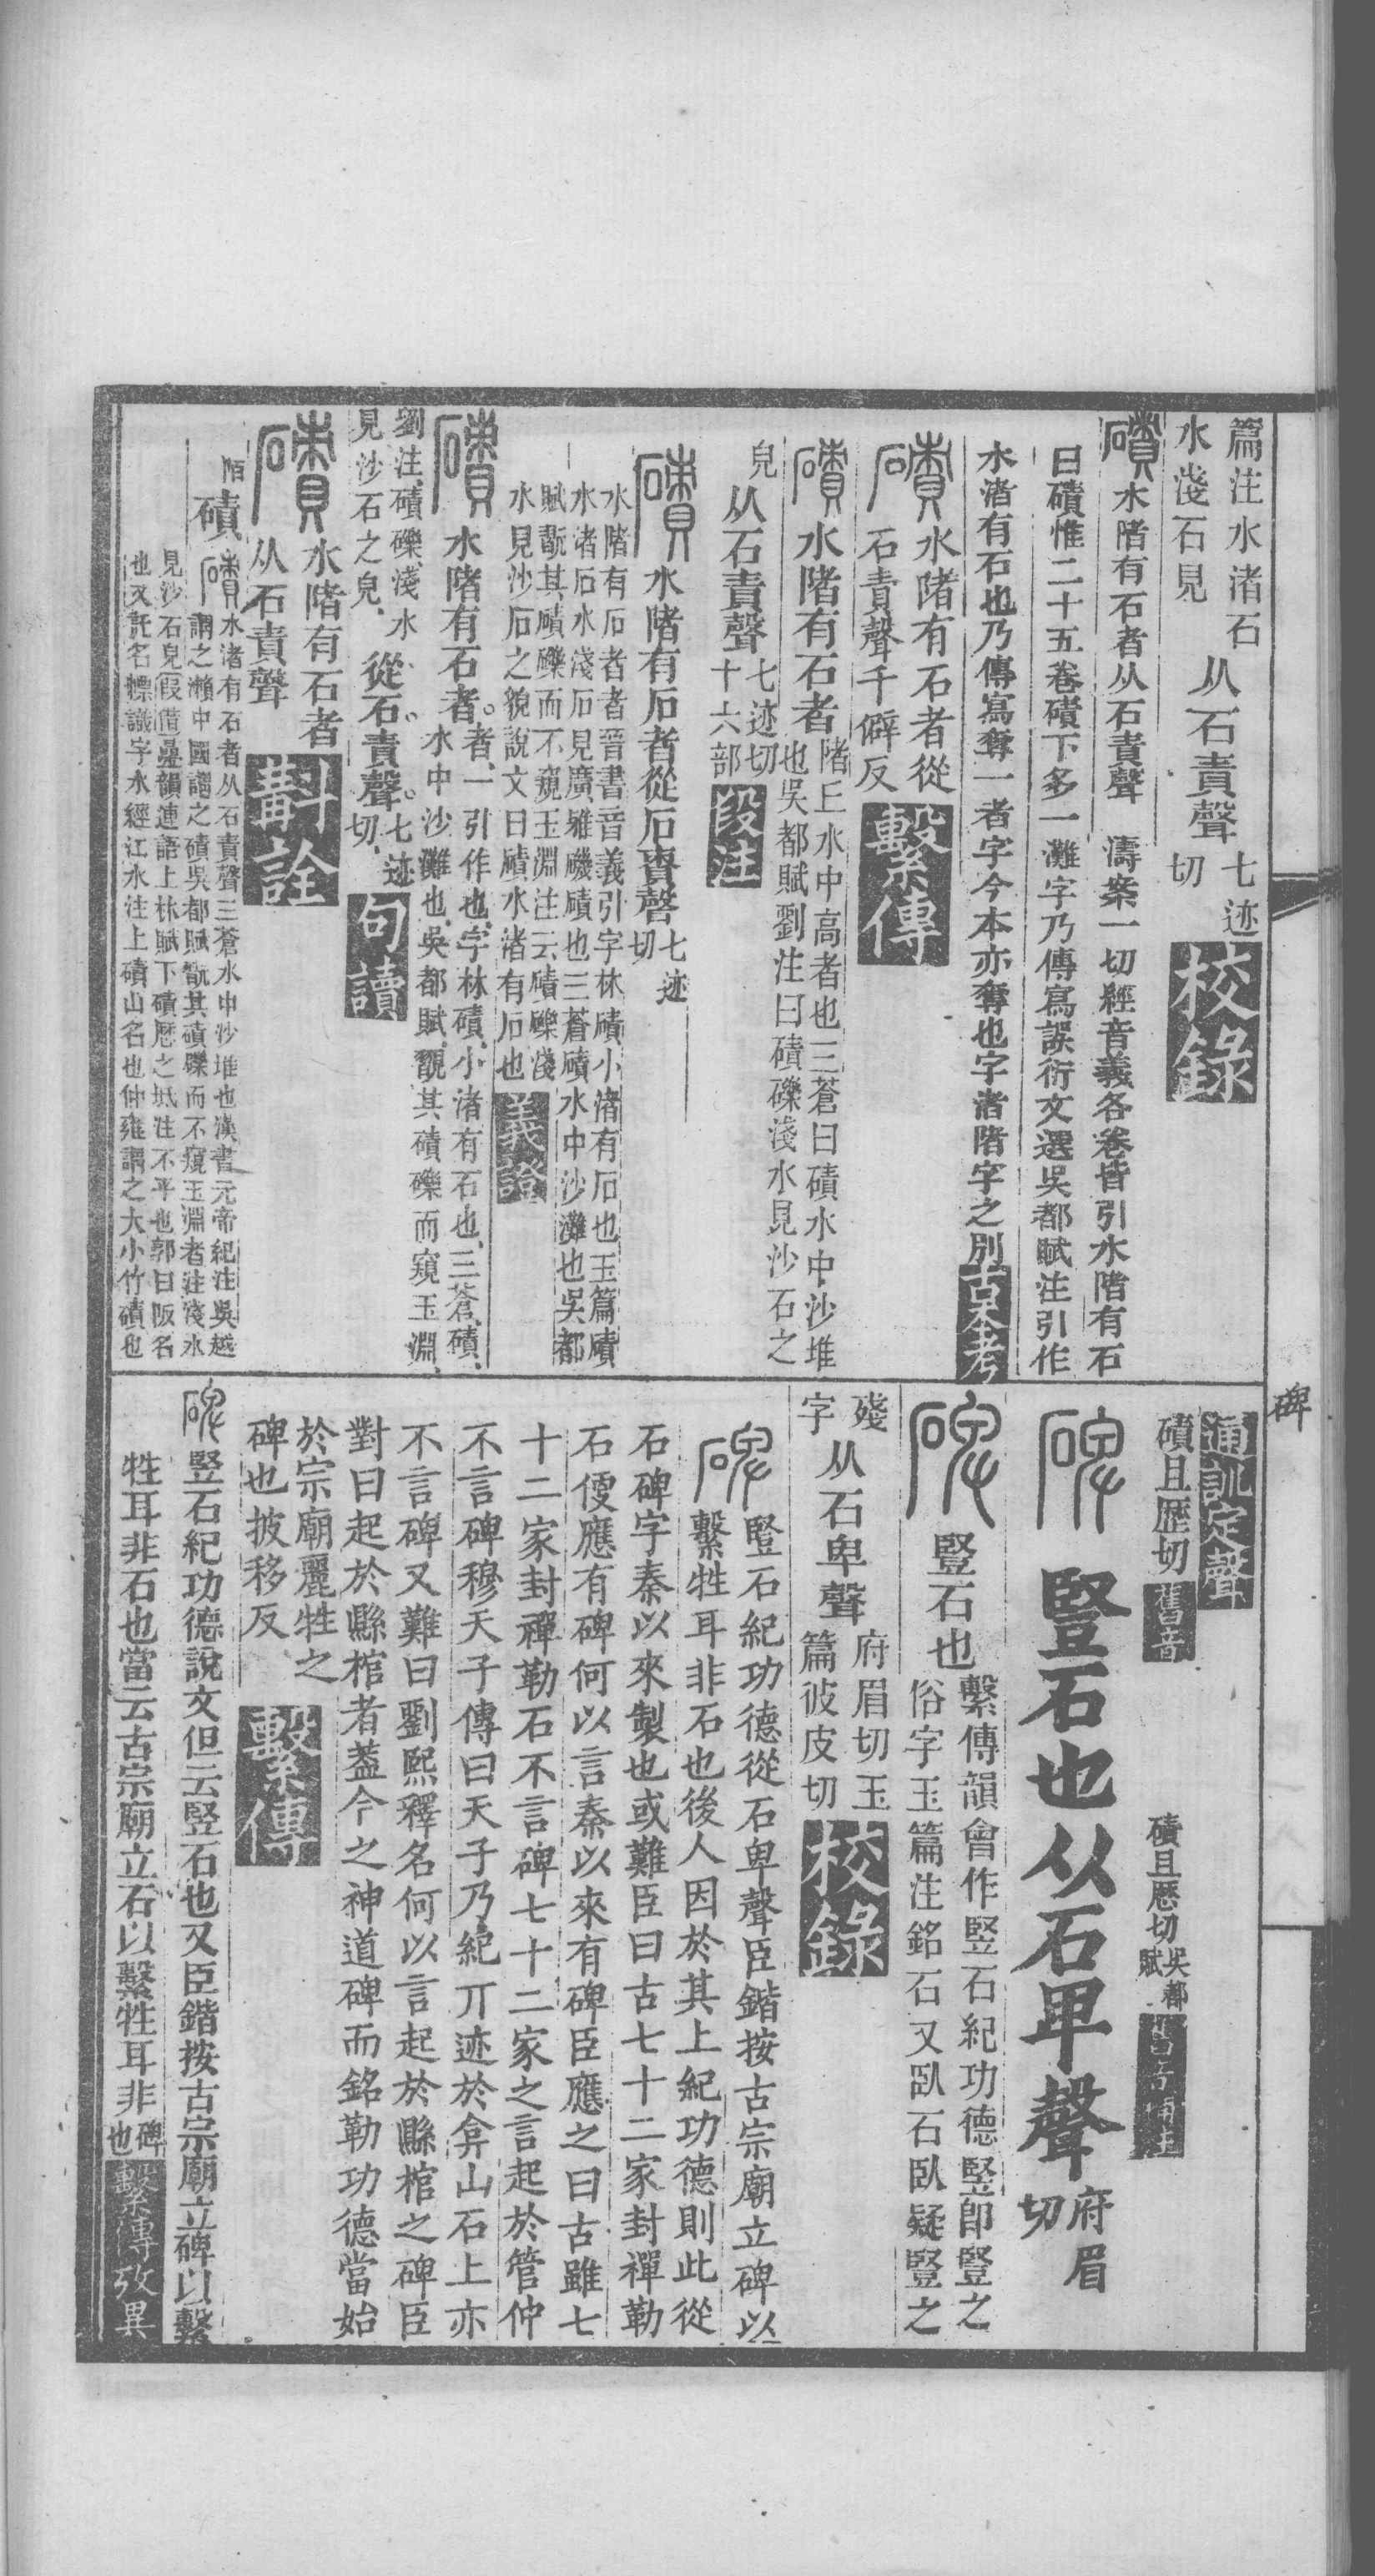 篇注水渚石
水淺石見
从石責聲
七迹
切
校錄
磧水陼有石者从石責聲　濤案一切經音義各卷皆引水陼有石
曰磧惟二十五卷磧下多一灘字乃傳寫誤衍文選吳都賦注引作
水渚有石也乃傳寫奪一者字今本亦奪也字渚陼字之別
古本考
磧水陼有石者從
石責聲千僻反
繫傳
磧水陼有石者
陼丘水中高者也三蒼曰磧水中沙堆
也吳都賦劉注曰磧礫淺水見沙石之
皃
从石責聲
七迹切
十六部
段注
磧水陼有石者從石責聲
七迹
切
水陼有石者者晉書音義引字林磧小渚有石也玉篇磧
水渚石水淺石見廣雅磯磧也三蒼磧水中沙灘也吳都
賦翫其磧礫而不窺玉淵注云磧礫淺
水見沙石之貌說文曰磧水渚有石也
義證
磧水陼有石者。
者、一引作也、字林磧、小渚有石也、三蒼、磧、
水中沙灘也、吳都賦、翫其磧礫而窺玉淵、
劉注、磧礫、淺水、
見沙石之皃、
從石。責聲。
七迹
切、
句讀
磧水陼有石者
从石責聲
斠詮
磧
磧水渚有石者从石責聲三蒼水中沙堆也漢書元帝紀注吳越
謂之瀨中國謂之磧吳都賦翫其磧礫而不窺玉淵者注淺水
見沙石皃假借疊韻連語上林賦下磧歷之坻注不平也郭曰阪名
也又託名幖識字水經江水注上磧山名也仲雍謂之大小竹磧也
通訓定聲
磧且歷切
舊音
磧且歷切
吳都
賦
碑
碑　豎石也从石卑聲
府眉
切
碑豎石也
繫傳韻會作竪石紀功德竪卽豎之
俗字玉篇注銘石又臥石臥疑豎之
殘
字
从石卑聲
府眉切玉
篇彼皮切
校錄
碑豎石紀功德從石卑聲臣鍇按古宗廟立碑以
繫牲耳非石也後人因於其上紀功德則此從
石碑字秦以來製也或難臣曰古七十二家封禪勒
石便應有碑何以言秦以來有碑臣應之曰古雖七
十二家封禪勒石不言碑七十二家之言起於管仲
不言碑穆天子傳曰天子乃紀丌迹於弇山石上亦
不言碑又難曰劉熙釋名何以言起於縣棺之碑臣
對曰起於縣棺者蓋今之神道碑而銘勒功德當始
於宗廟麗牲之
碑也披移反
繫傳
碑竪石紀功德說文但云竪石也又臣鍇按古宗廟立碑以繫
牲耳非石也當云古宗廟立石以繫牲耳非
碑
也
繫傳攷異